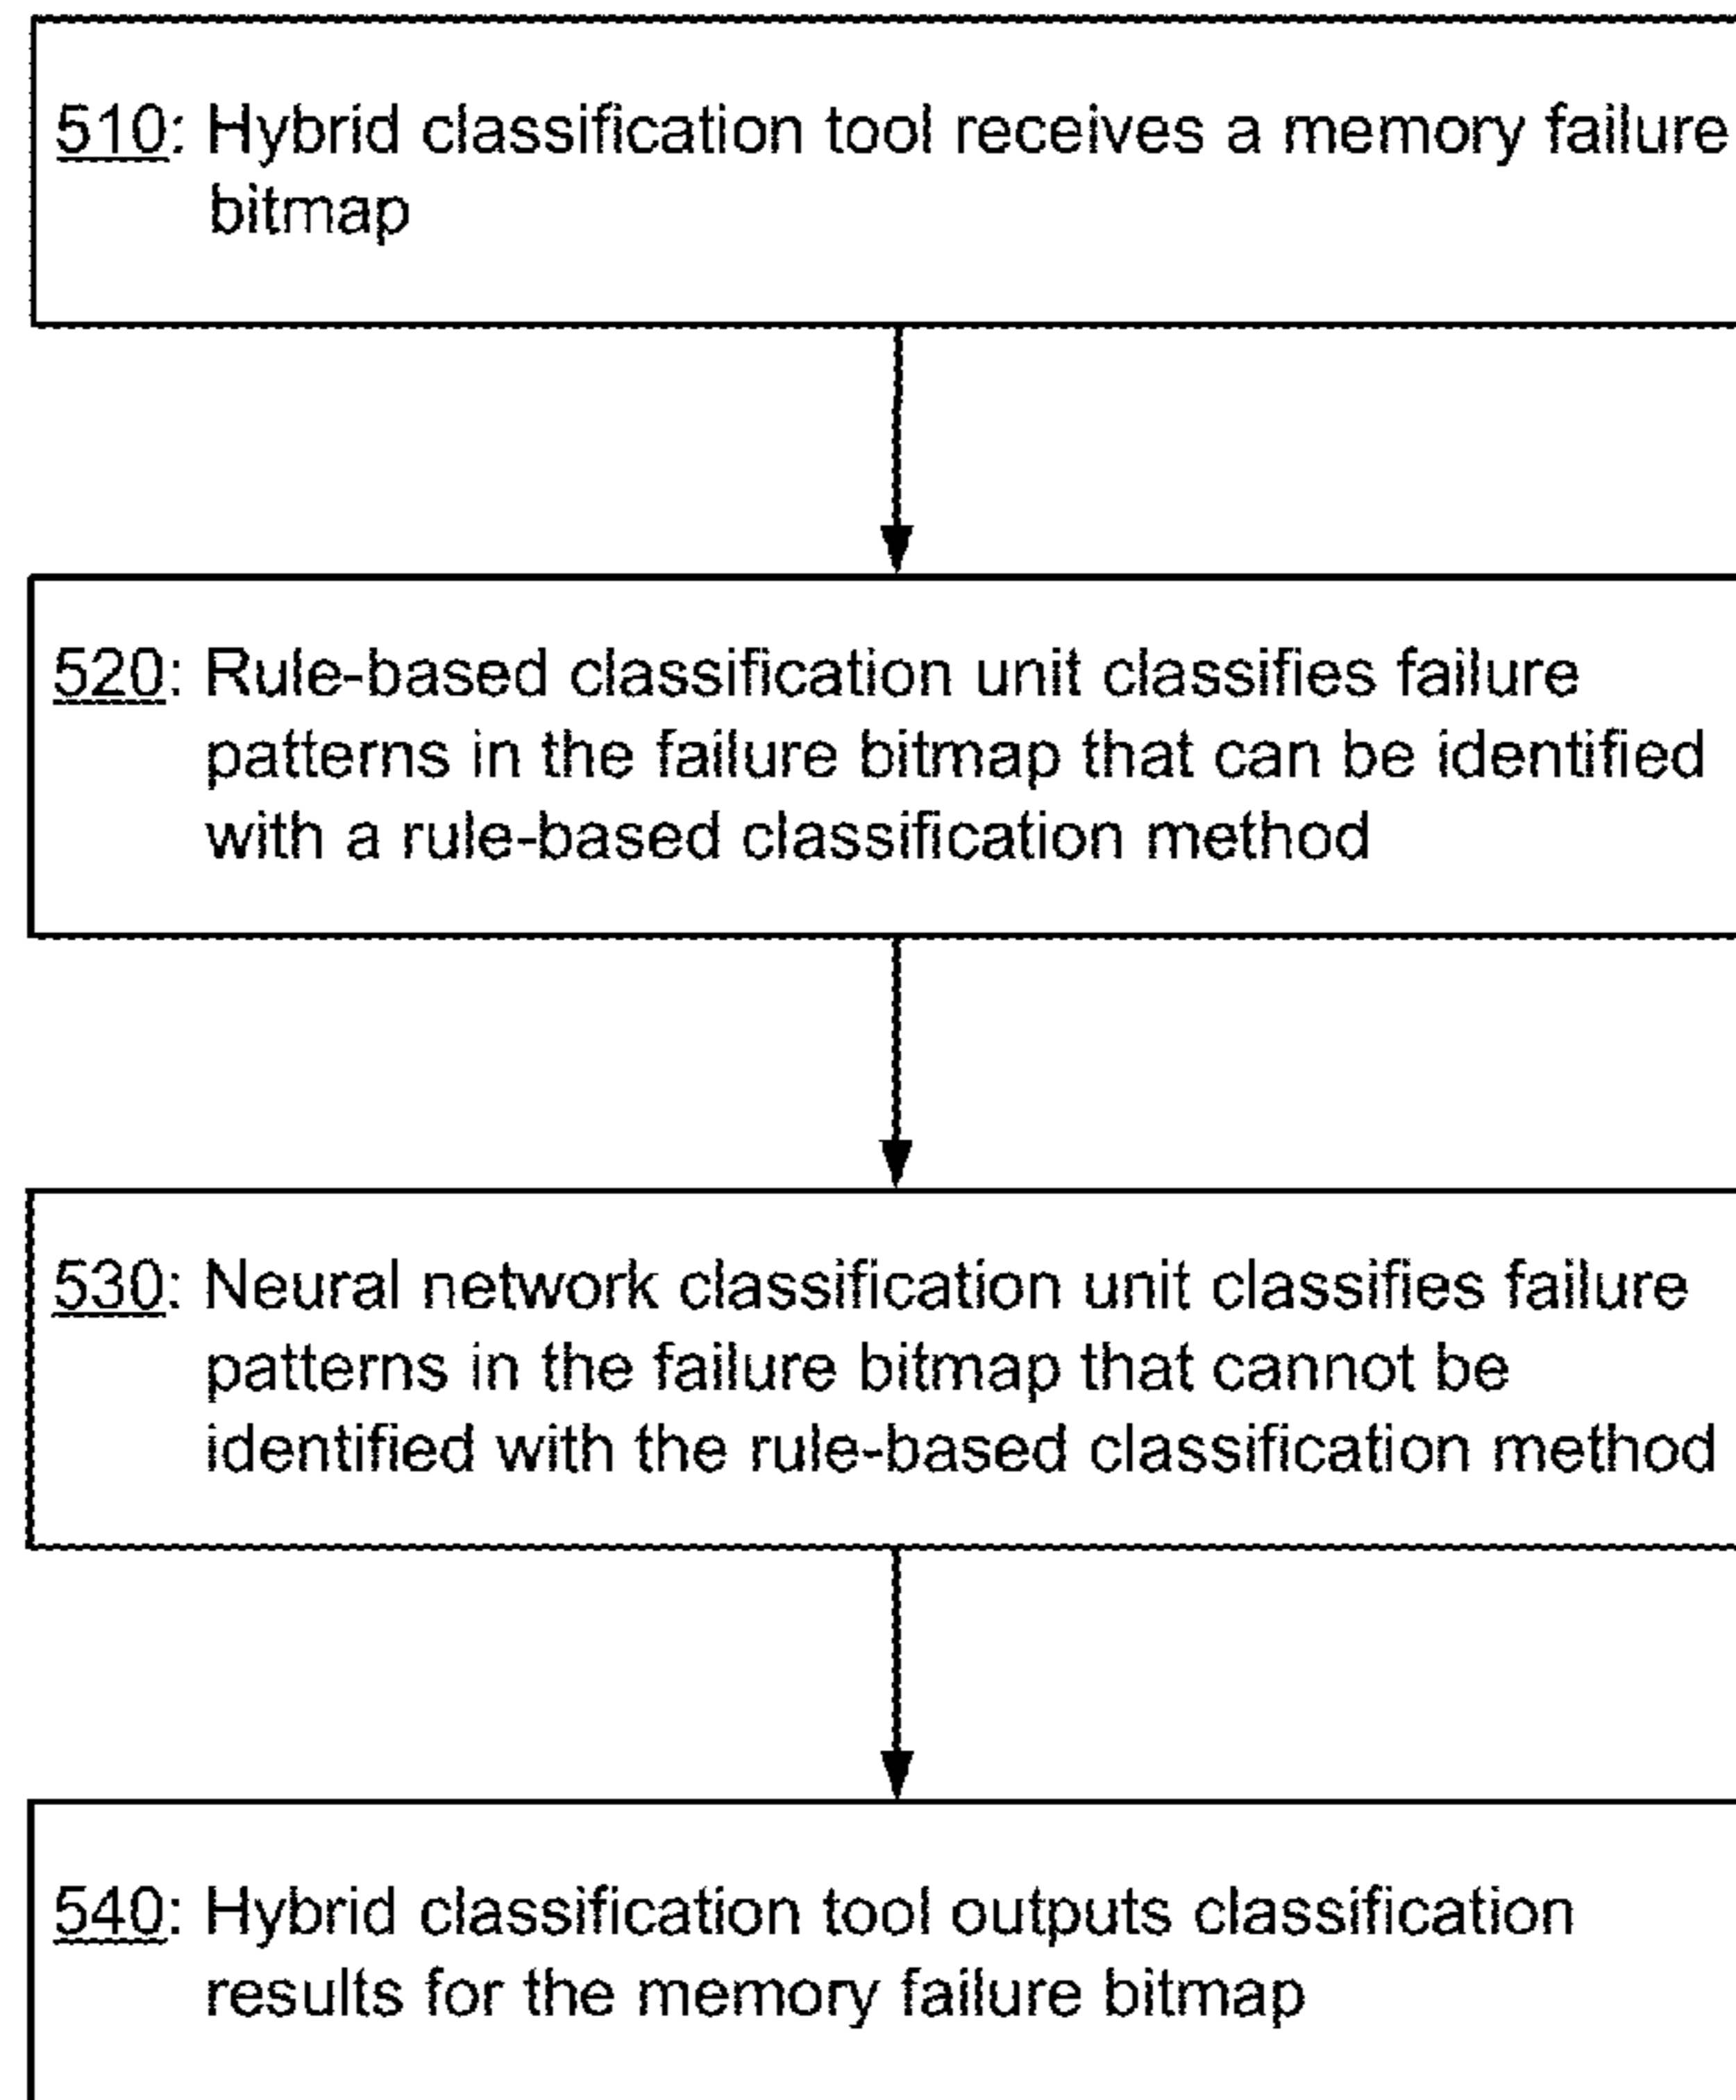 510: Hybrid classification tool receives a memory failure
bitmap
520: Rule-based classification unit classifies failure
patterns in the failure bitmap that can be identified
with a rule-based classification method
530: Neural network classification unit classifies failure
patterns in the failure bitmap that cannot be
identified with the rule-based classification method
540: Hybrid classification tool outputs classification
results for the memory failure bitmap